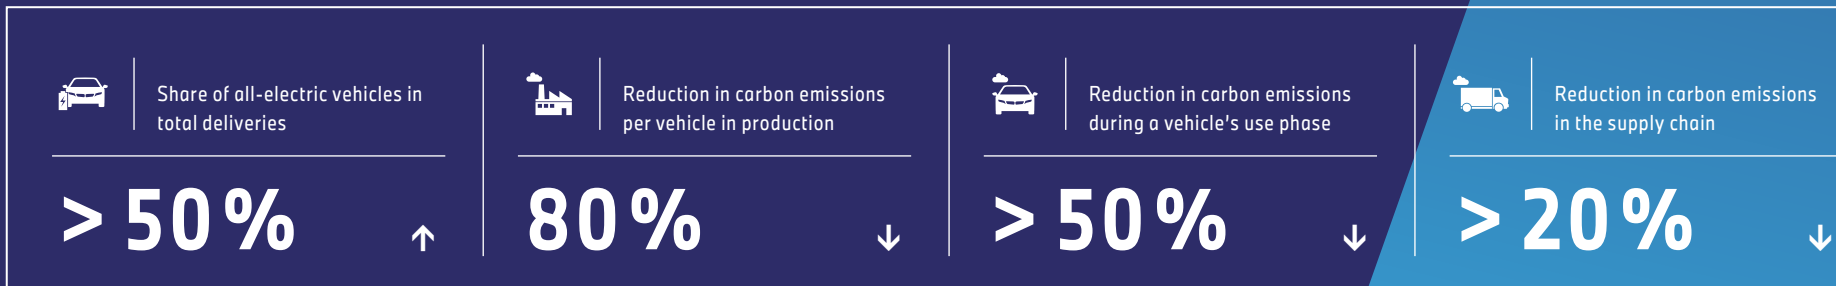 Share of all-electric vehicles in
total deliveries
> 50 %
Reduction in carbon emissions
per vehicle in production
80 %
Reduction in carbon emissions
during a vehicle's use phase
> 50 %
Reduction in carbon emissions
in the supply chain
> 20 %